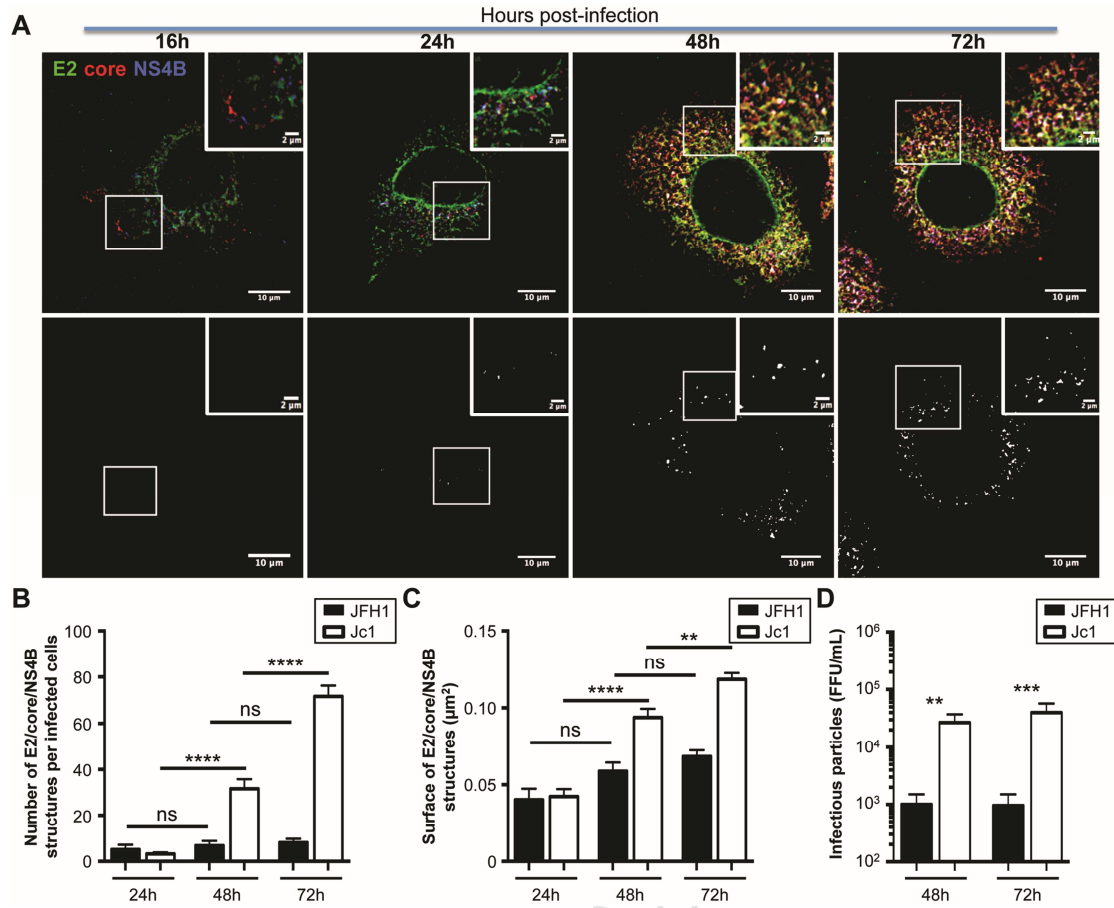 Hours post-infection
A
16h 24h 48h 72h
E2 core NS4B
2 µm 2 µm 2 µm 2 µm
10 µm 10 µm 10 µm 10 µm
2 µm 2 µm 2 µm 2 µm
10 µm 10 µm 10 µm 10 µm
B
JFH1
Jc1
Number of E2/core/NS4B
structures per infected cells
100
80
60
40
20
0
****
ns
****
ns
24h 48h 72h
C
JFH1
Jc1
Surface of E2/core/NS4B
structures (µm²)
0.15
0.10
0.05
0
**
ns
****
ns
24h 48h 72h
D
JFH1
Jc1
Infectious particles (FFU/mL)
10⁶
10⁵
10⁴
10³
10²
** ***
48h 72h